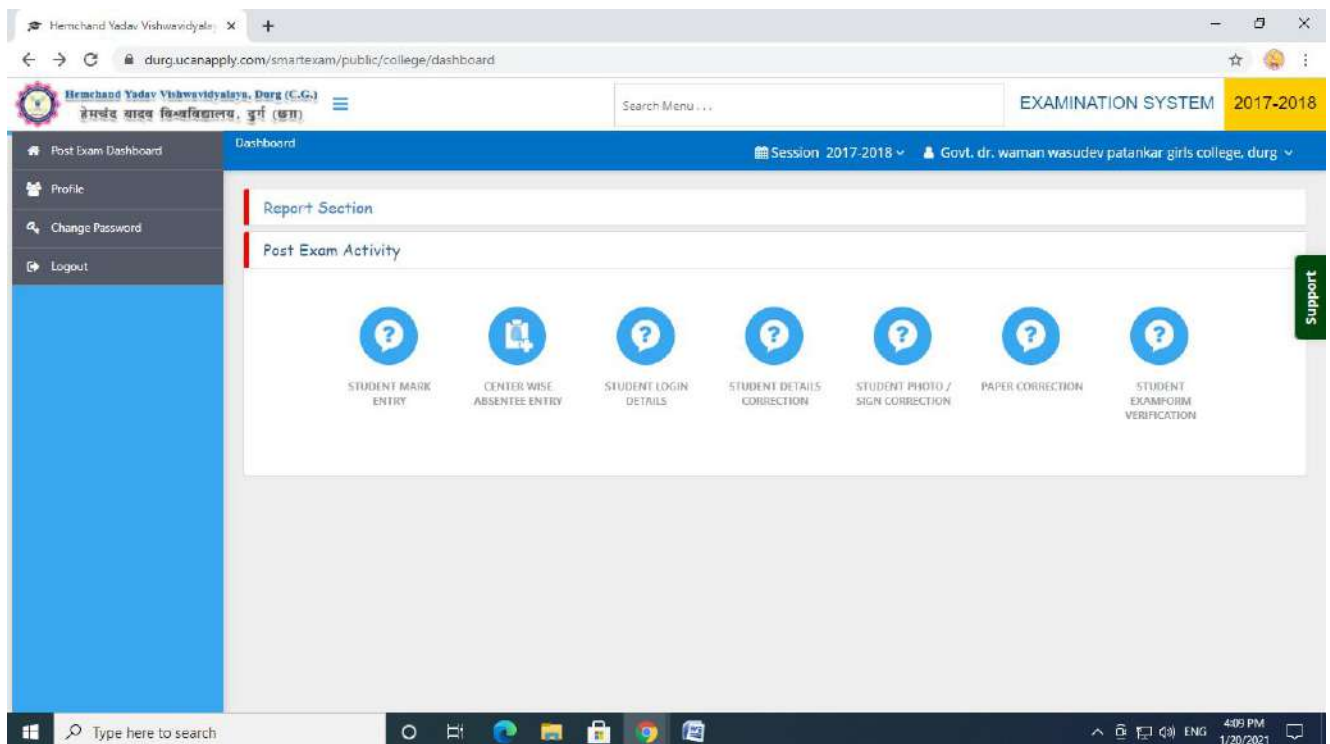 Hemchand Yadav Vishwavidyalay
durg.ucanapply.com/smartexam/public/college/dashboard
Hemchand Yadav Vishwavidyalaya, Durg (C.G.)
हेमचंद यादव विश्वविद्यालय, दुर्ग (छग)
Search Menu . . .
EXAMINATION SYSTEM 2017-2018
Post Exam Dashboard
Profile
Change Password
Logout
Dashboard
Session 2017-2018
Govt. dr. waman wasudev patankar girls college, durg
Report Section
Post Exam Activity
STUDENT MARK
ENTRY
CENTER WISE
ABSENTEE ENTRY
STUDENT LOGIN
DETAILS
STUDENT DETAILS
CORRECTION
STUDENT PHOTO /
SIGN CORRECTION
PAPER CORRECTION
STUDENT
EXAMFORM
VERIFICATION
Support
Type here to search
ENG
4:09 PM
1/20/2021